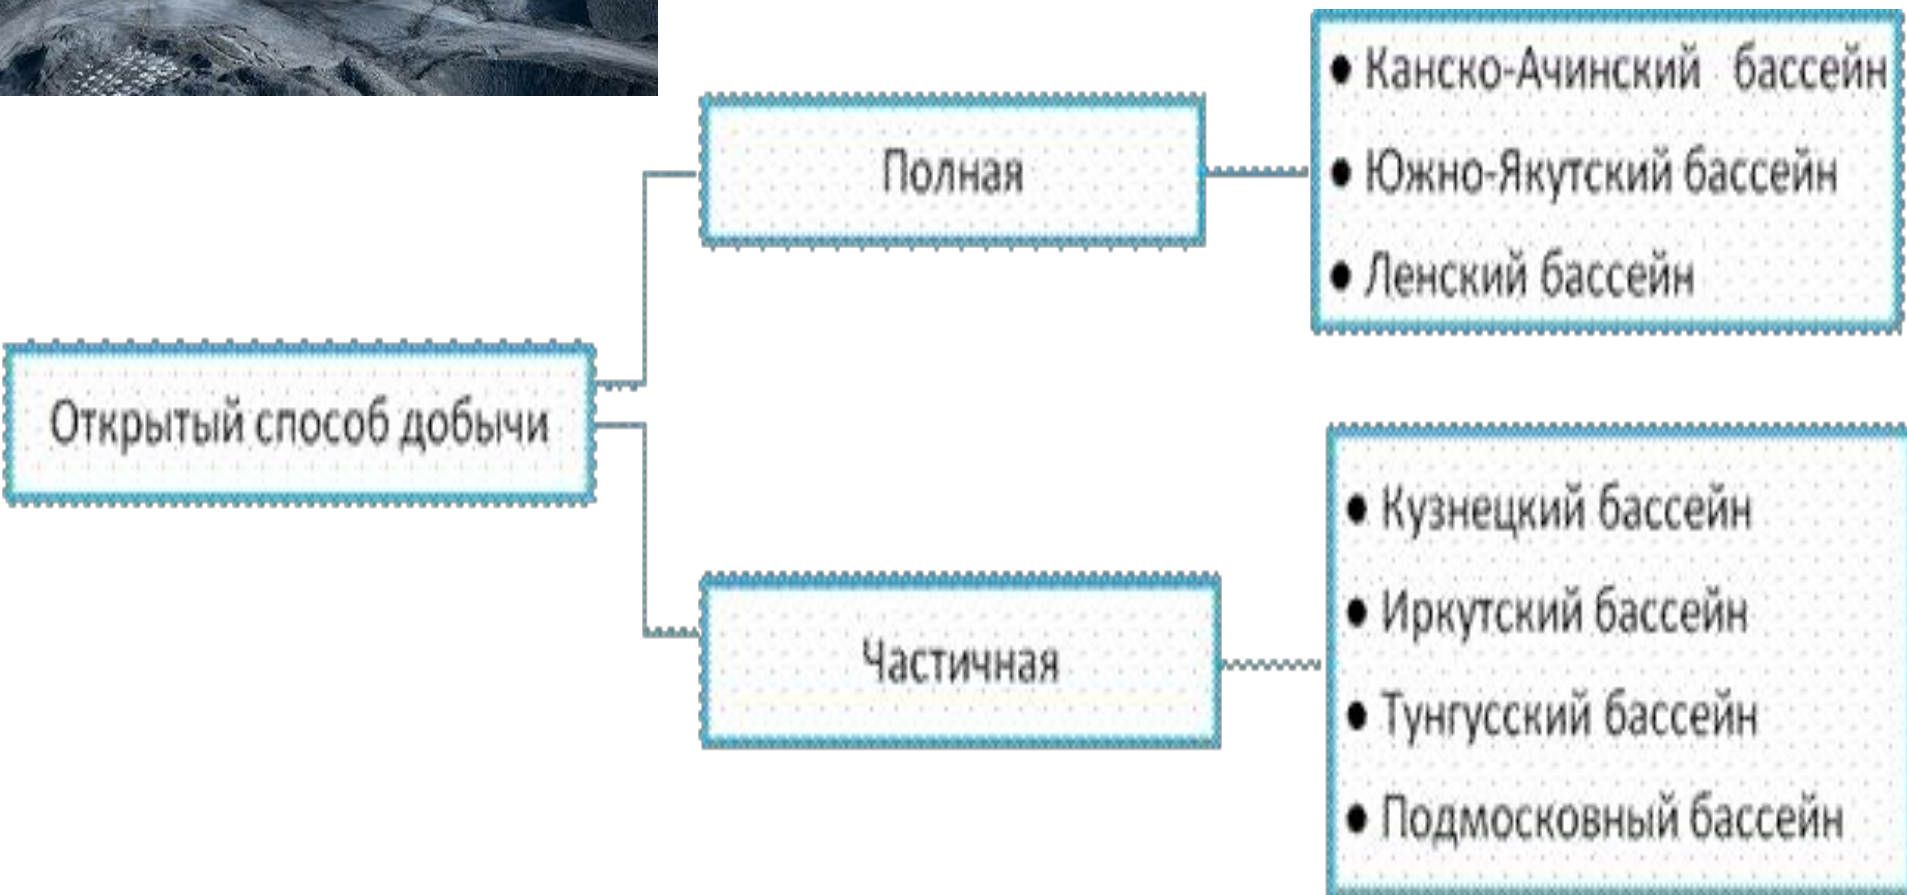 Открытый способ добычи
Полная
● Канско-Ачинский бассейн
● Южно-Якутский бассейн
● Ленский бассейн
Частичная
● Кузнецкий бассейн
● Иркутский бассейн
● Тунгусский бассейн
● Подмосковный бассейн